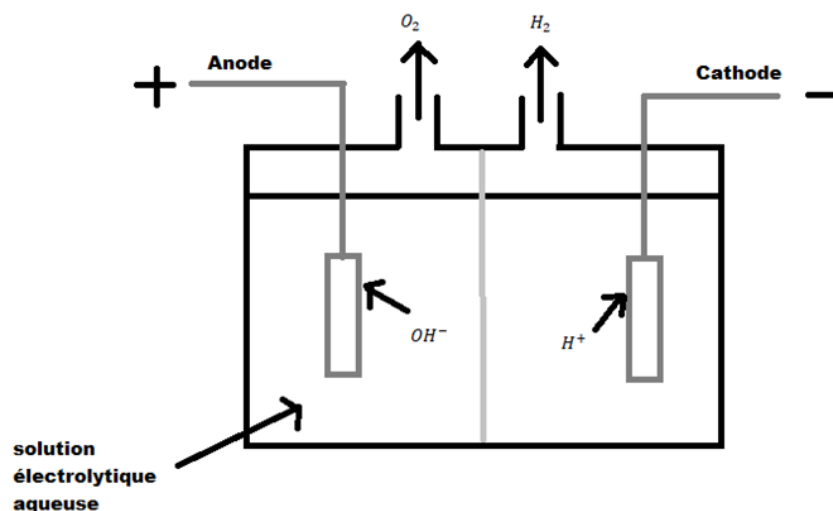 O₂
H₂
Anode
Cathode
+
−
OH⁻
H⁺
solution
électrolytique
aqueuse